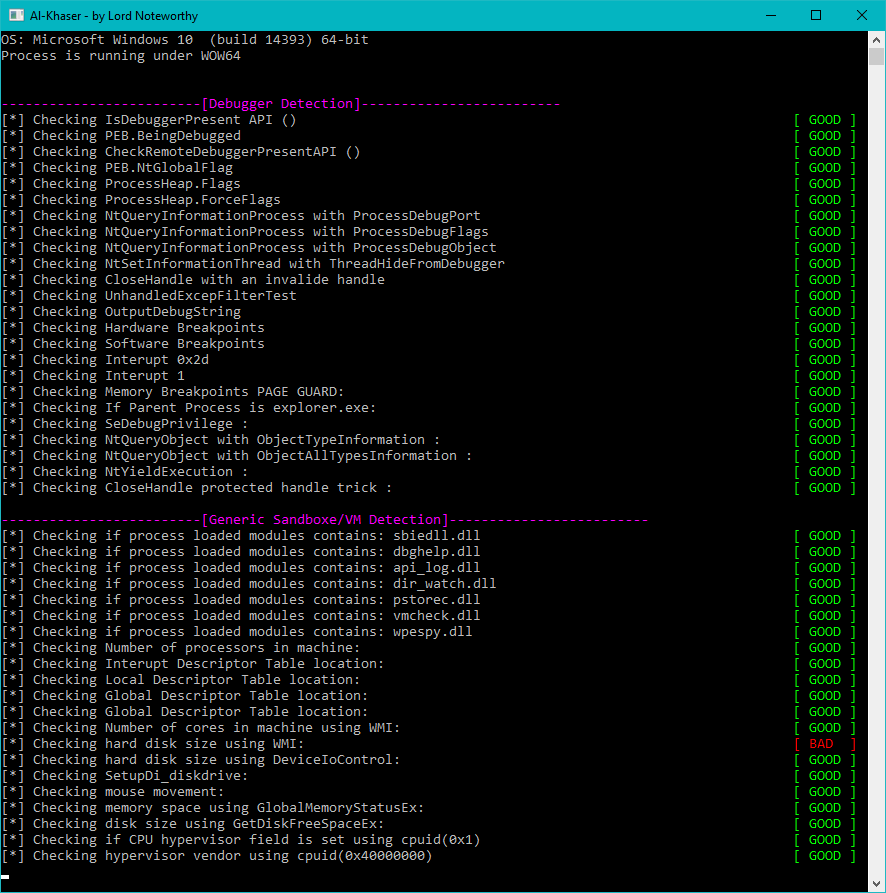 Al-Khaser - by Lord Noteworthy
OS: Microsoft Windows 10  (build 14393) 64-bit
Process is running under WOW64
-------------------------[Debugger Detection]-------------------------
[*] Checking IsDebuggerPresent API () [ GOOD ]
[*] Checking PEB.BeingDebugged [ GOOD ]
[*] Checking CheckRemoteDebuggerPresentAPI () [ GOOD ]
[*] Checking PEB.NtGlobalFlag [ GOOD ]
[*] Checking ProcessHeap.Flags [ GOOD ]
[*] Checking ProcessHeap.ForceFlags [ GOOD ]
[*] Checking NtQueryInformationProcess with ProcessDebugPort [ GOOD ]
[*] Checking NtQueryInformationProcess with ProcessDebugFlags [ GOOD ]
[*] Checking NtQueryInformationProcess with ProcessDebugObject [ GOOD ]
[*] Checking NtSetInformationThread with ThreadHideFromDebugger [ GOOD ]
[*] Checking CloseHandle with an invalide handle [ GOOD ]
[*] Checking UnhandledExcepFilterTest [ GOOD ]
[*] Checking OutputDebugString [ GOOD ]
[*] Checking Hardware Breakpoints [ GOOD ]
[*] Checking Software Breakpoints [ GOOD ]
[*] Checking Interupt 0x2d [ GOOD ]
[*] Checking Interupt 1 [ GOOD ]
[*] Checking Memory Breakpoints PAGE GUARD: [ GOOD ]
[*] Checking If Parent Process is explorer.exe: [ GOOD ]
[*] Checking SeDebugPrivilege : [ GOOD ]
[*] Checking NtQueryObject with ObjectTypeInformation : [ GOOD ]
[*] Checking NtQueryObject with ObjectAllTypesInformation : [ GOOD ]
[*] Checking NtYieldExecution : [ GOOD ]
[*] Checking CloseHandle protected handle trick : [ GOOD ]
-------------------------[Generic Sandboxe/VM Detection]-------------------------
[*] Checking if process loaded modules contains: sbiedll.dll [ GOOD ]
[*] Checking if process loaded modules contains: dbghelp.dll [ GOOD ]
[*] Checking if process loaded modules contains: api_log.dll [ GOOD ]
[*] Checking if process loaded modules contains: dir_watch.dll [ GOOD ]
[*] Checking if process loaded modules contains: pstorec.dll [ GOOD ]
[*] Checking if process loaded modules contains: vmcheck.dll [ GOOD ]
[*] Checking if process loaded modules contains: wpespy.dll [ GOOD ]
[*] Checking Number of processors in machine: [ GOOD ]
[*] Checking Interupt Descriptor Table location: [ GOOD ]
[*] Checking Local Descriptor Table location: [ GOOD ]
[*] Checking Global Descriptor Table location: [ GOOD ]
[*] Checking Global Descriptor Table location: [ GOOD ]
[*] Checking Number of cores in machine using WMI: [ GOOD ]
[*] Checking hard disk size using WMI: [ BAD  ]
[*] Checking hard disk size using DeviceIoControl: [ GOOD ]
[*] Checking SetupDi_diskdrive: [ GOOD ]
[*] Checking mouse movement: [ GOOD ]
[*] Checking memory space using GlobalMemoryStatusEx: [ GOOD ]
[*] Checking disk size using GetDiskFreeSpaceEx: [ GOOD ]
[*] Checking if CPU hypervisor field is set using cpuid(0x1) [ GOOD ]
[*] Checking hypervisor vendor using cpuid(0x40000000) [ GOOD ]